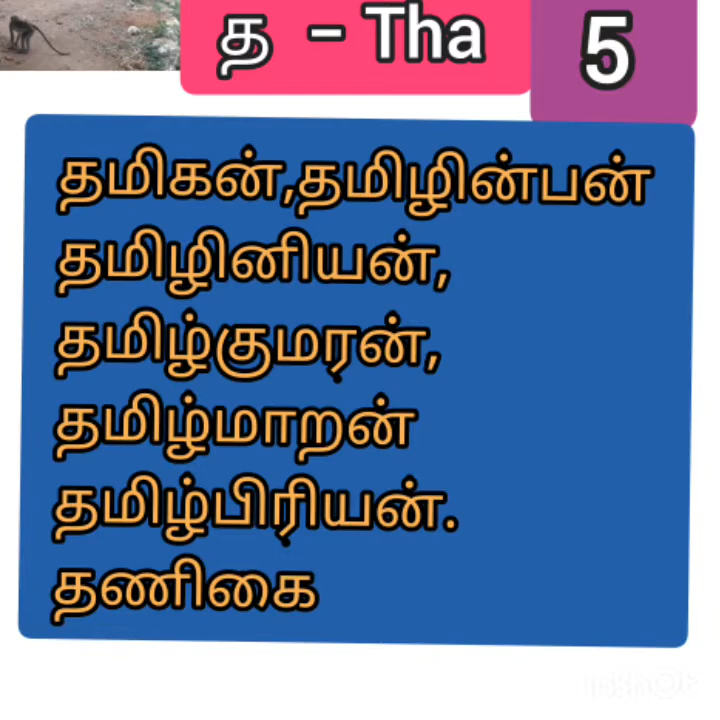 த - Tha
5
தமிகன்,தமிழின்பன்
தமிழினியன்,
தமிழ்குமரன்,
தமிழ்மாறன்
தமிழ்பிரியன்.
தணிகை